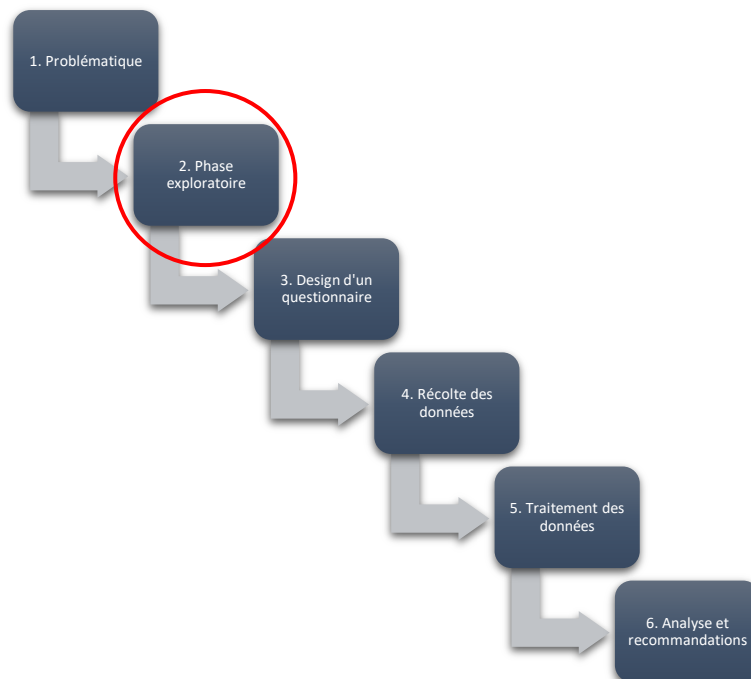 1. Problématique
2. Phase
exploratoire
3. Design d'un
questionnaire
4. Récolte des
données
5. Traitement des
données
6. Analyse et
recommandations